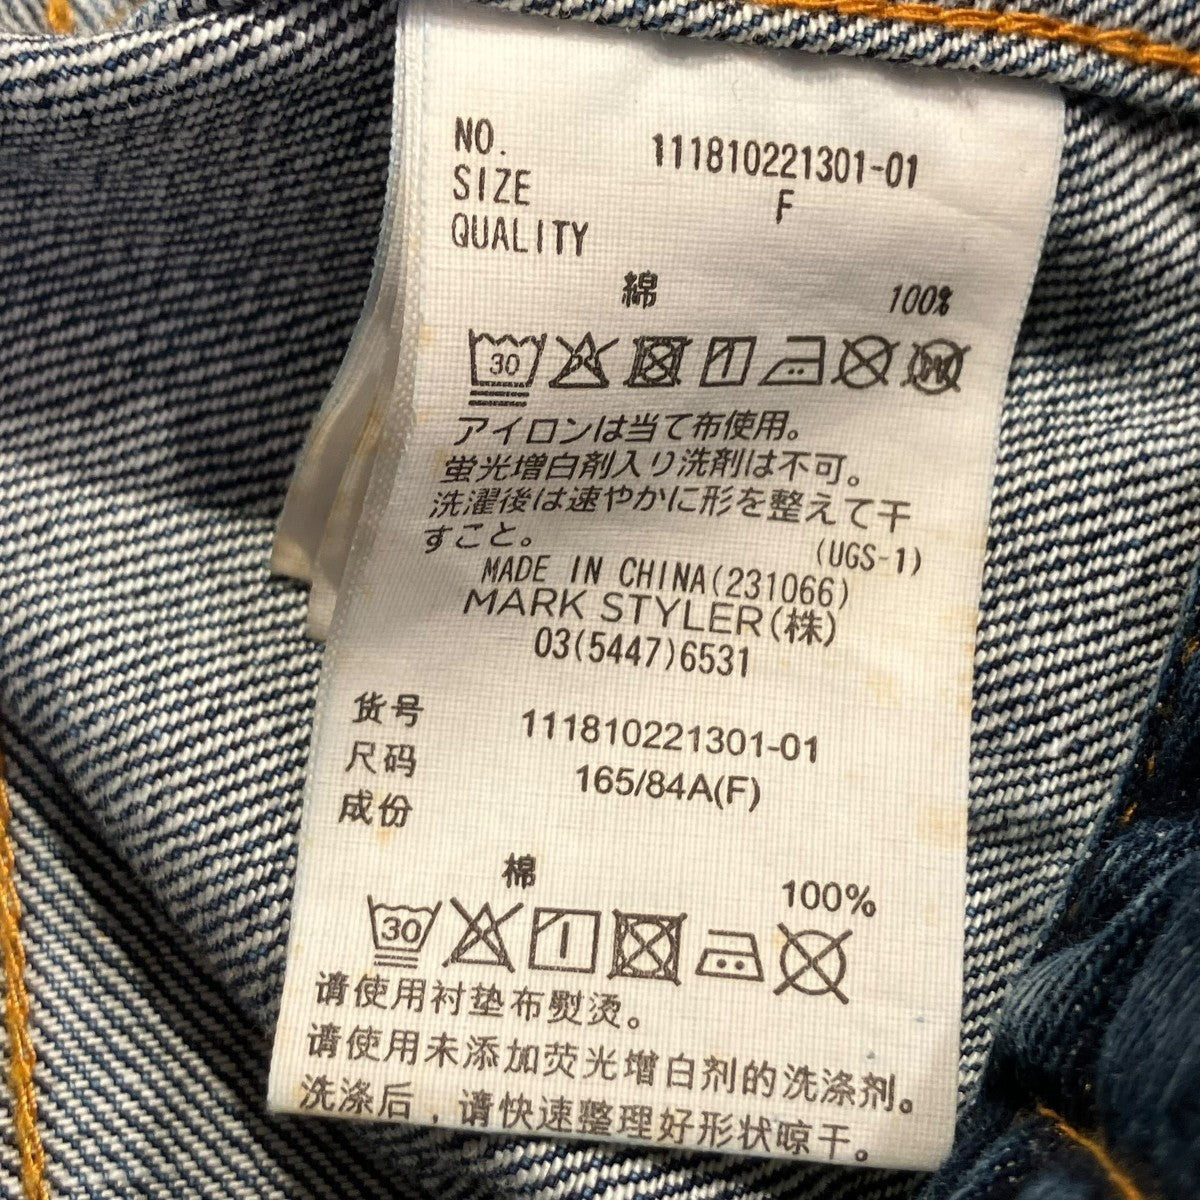 NO. 111810221301-01
SIZE F
QUALITY
綿 100%
30
アイロンは当て布使用。
蛍光増白剤入り洗剤は不可。
洗濯後は速やかに形を整えて干
すこと。
(UGS-1)
MADE IN CHINA(231066)
MARK STYLER(株)
03(5447)6531
货号 111810221301-01
尺码 165/84A(F)
成份
棉 100%
30
请使用衬垫布熨烫。
请使用未添加荧光增白剂的洗涤剂。
洗涤后，请快速整理好形状晾干。